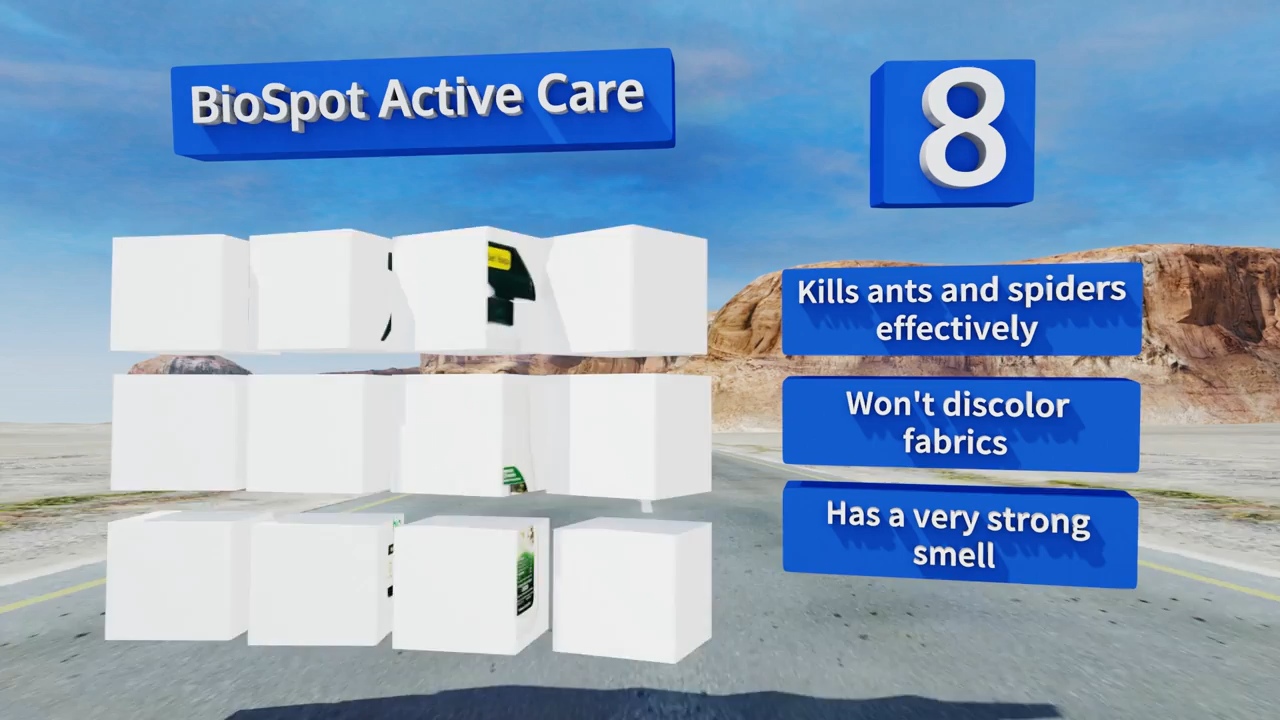 BioSpot Active Care
8
Kills ants and spiders
effectively
Won't discolor
fabrics
Has a very strong
smell